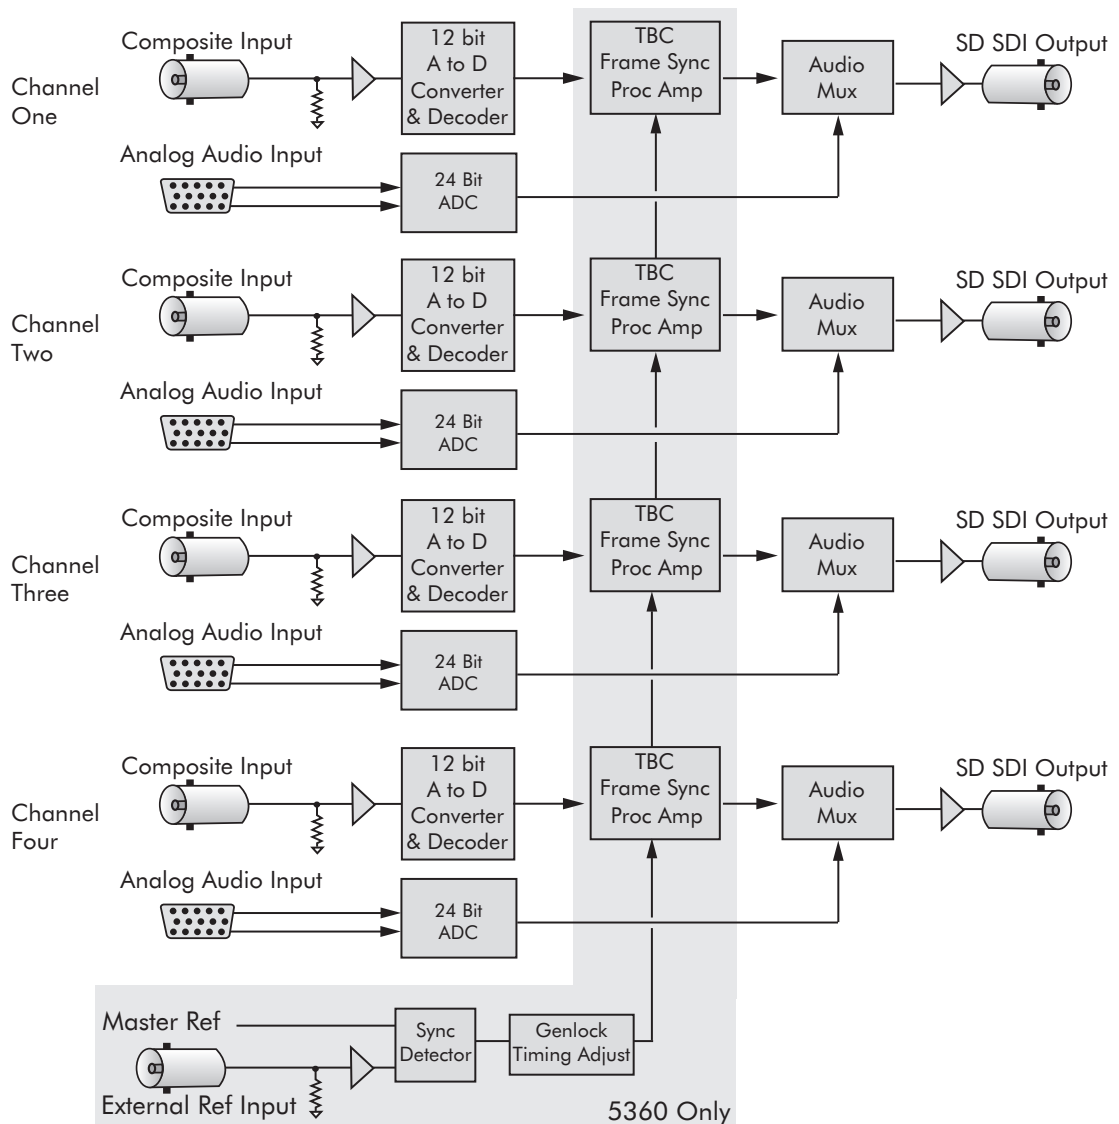 Channel
One
Composite Input
12 bit
A to D
Converter
& Decoder
TBC
Frame Sync
Proc Amp
Audio
Mux
SD SDI Output
Analog Audio Input
24 Bit
ADC
Channel
Two
Composite Input
12 bit
A to D
Converter
& Decoder
TBC
Frame Sync
Proc Amp
Audio
Mux
SD SDI Output
Analog Audio Input
24 Bit
ADC
Channel
Three
Composite Input
12 bit
A to D
Converter
& Decoder
TBC
Frame Sync
Proc Amp
Audio
Mux
SD SDI Output
Analog Audio Input
24 Bit
ADC
Channel
Four
Composite Input
12 bit
A to D
Converter
& Decoder
TBC
Frame Sync
Proc Amp
Audio
Mux
SD SDI Output
Analog Audio Input
24 Bit
ADC
Master Ref
Sync
Detector
Genlock
Timing Adjust
External Ref Input
5360 Only